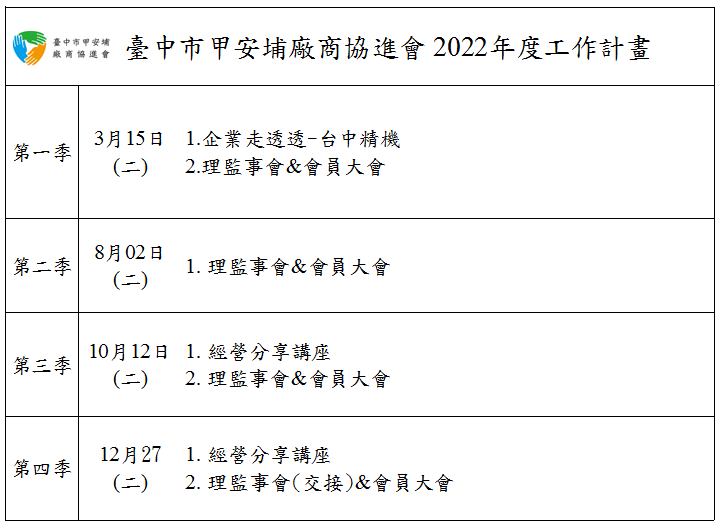 臺中市甲安埔
廠商協進會
臺中市甲安埔廠商協進會 2022年度工作計畫
第一季
3月15日
(二)
1.企業走透透-台中精機
2.理監事會&會員大會
第二季
8月02日
(二)
1. 理監事會&會員大會
第三季
10月12日
(二)
1. 經營分享講座
2. 理監事會&會員大會
第四季
12月27
(二)
1. 經營分享講座
2. 理監事會(交接)&會員大會